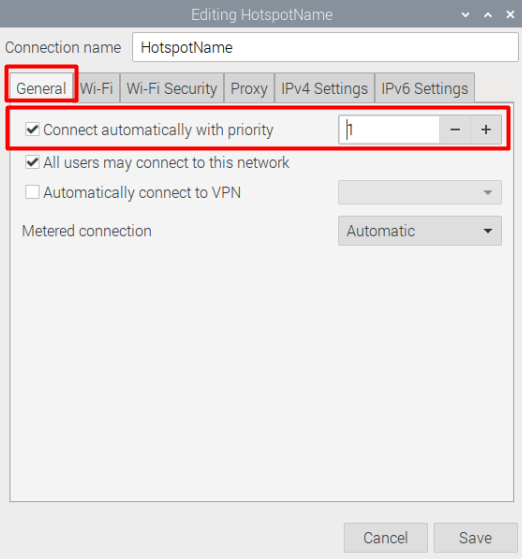 Editing HotspotName
Connection name HotspotName
General Wi-Fi Wi-Fi Security Proxy IPv4 Settings IPv6 Settings
Connect automatically with priority 1 − +
All users may connect to this network
Automatically connect to VPN
Metered connection Automatic
Cancel Save